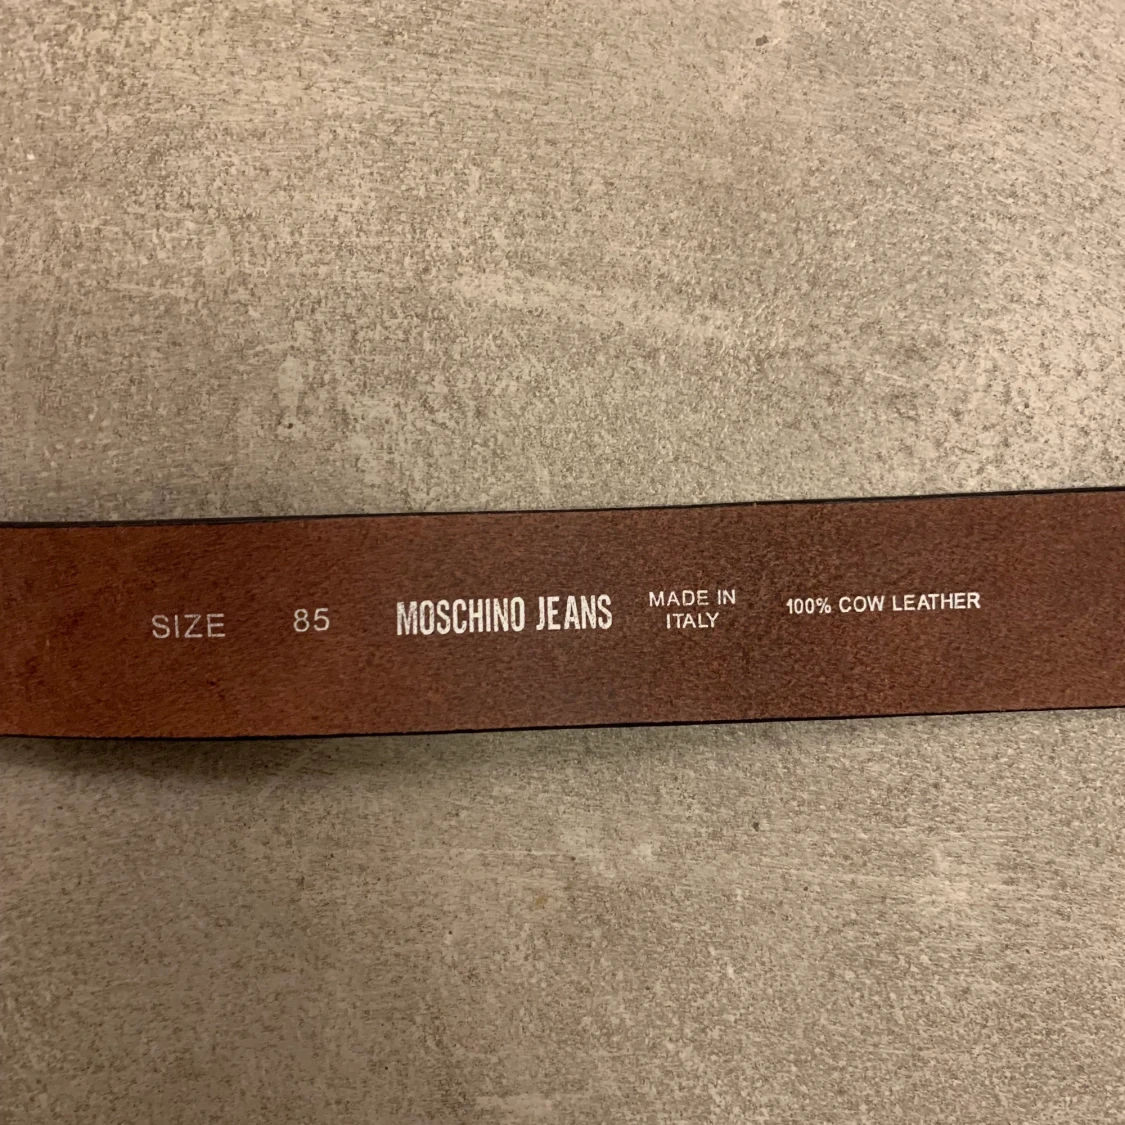 SIZE 85 MOSCHINO JEANS MADE IN
ITALY 100% COW LEATHER